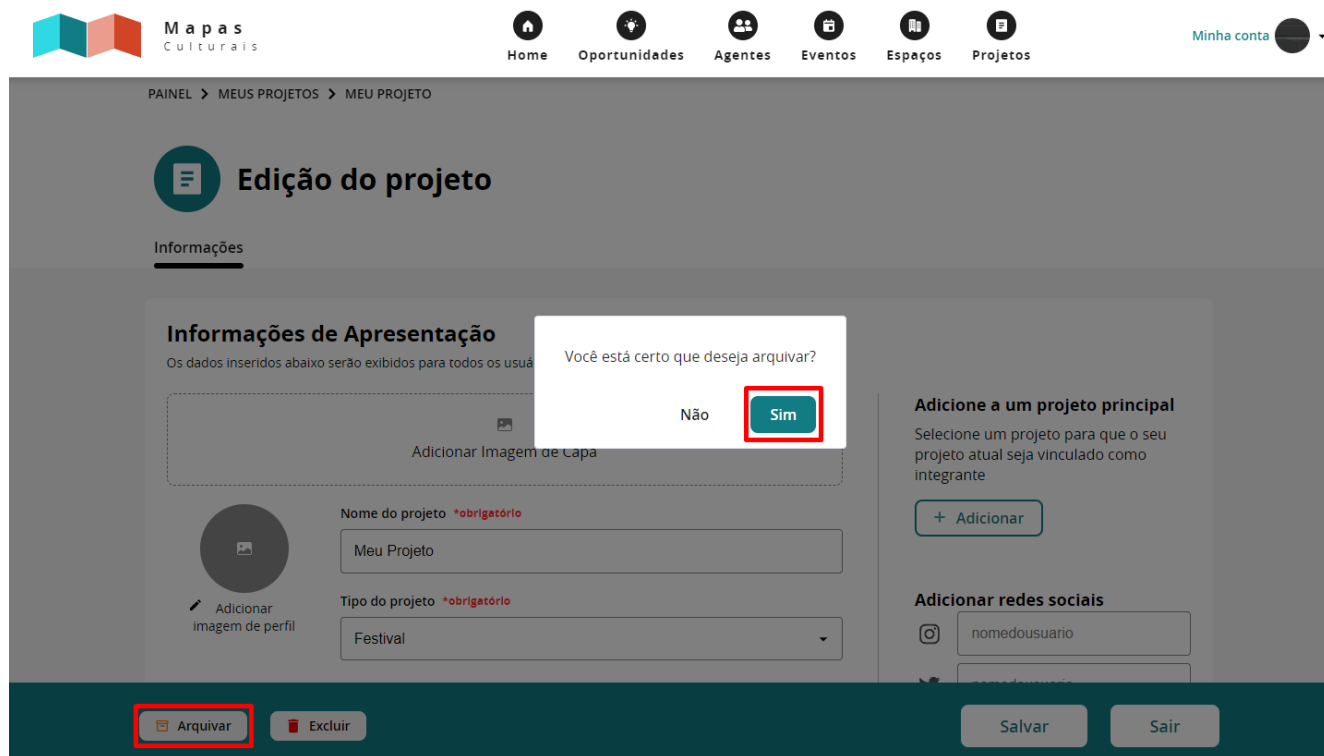 Mapas
Culturais
Home
Oportunidades
Agentes
Eventos
Espaços
Projetos
Minha conta
PAINEL > MEUS PROJETOS > MEU PROJETO
Edição do projeto
Informações
Informações de Apresentação
Os dados inseridos abaixo serão exibidos para todos os usuá
Você está certo que deseja arquivar?
Não
Sim
Adicionar Imagem de Capa
Adicionar
imagem de perfil
Nome do projeto *obrigatório
Meu Projeto
Tipo do projeto *obrigatório
Festival
Adicione a um projeto principal
Selecione um projeto para que o seu
projeto atual seja vinculado como
integrante
+ Adicionar
Adicionar redes sociais
nomedousuario
Arquivar
Excluir
Salvar
Sair